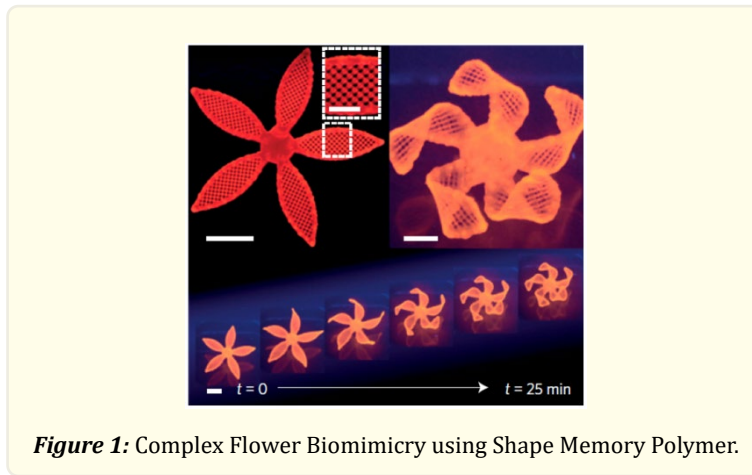 t = 0
t = 25 min
Figure 1: Complex Flower Biomimicry using Shape Memory Polymer.